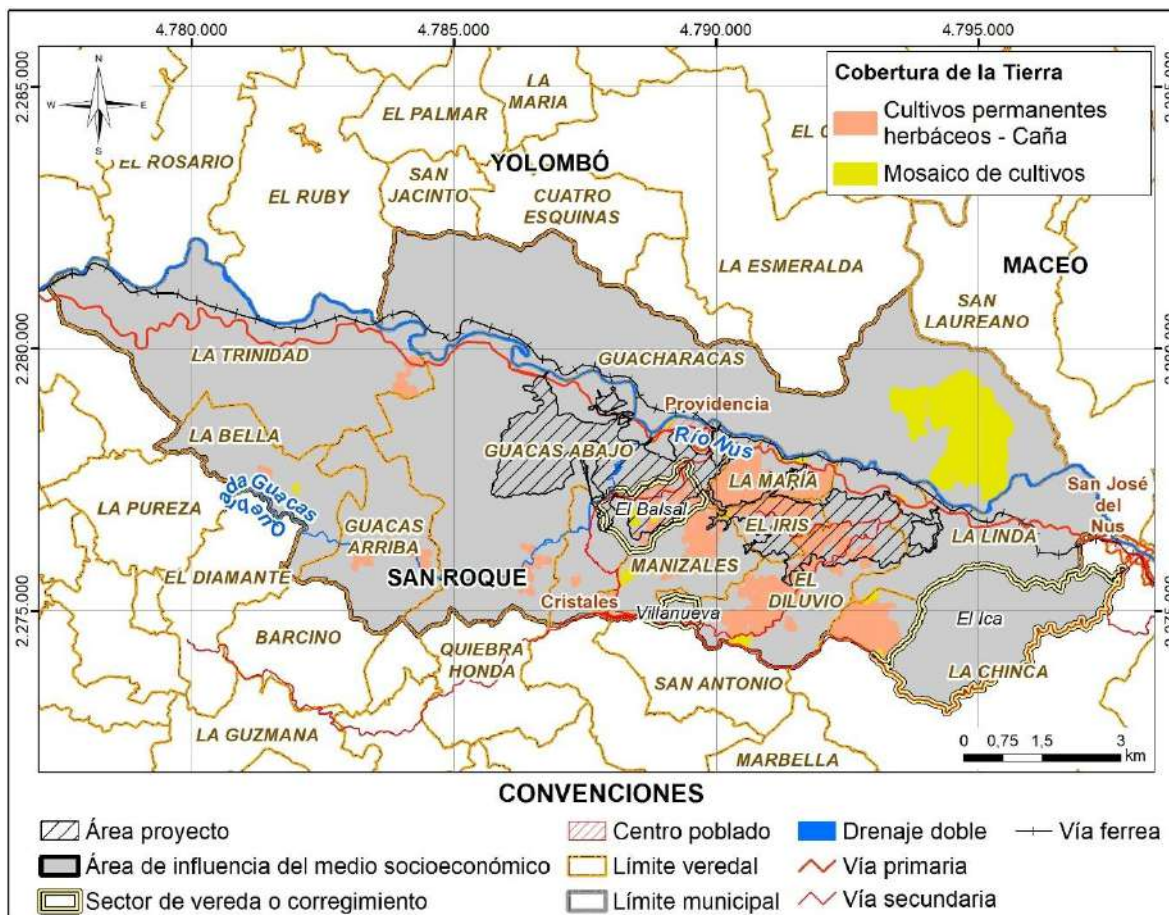 4.780.000 4.785.000 4.790.000 4.795.000
2.285.000
2.280.000
2.275.000
N
W E
S
Cobertura de la Tierra
Cultivos permanentes
herbáceos - Caña
Mosaico de cultivos
LA
MARIA
EL PALMAR
EL ROSARIO
YOLOMBÓ
EL RUBY
SAN
JACINTO
CUATRO
ESQUINAS
LA ESMERALDA
MACEO
SAN
LAUREANO
LA TRINIDAD
GUACHARACAS
Providencia
Río Nus
LA BELLA
GUACAS ABAJO
LA MARÍA
San José
del
Nus
LA PUREZA
Quebrada Guacas
El Balsal
EL IRIS
LA LINDA
GUACAS
ARRIBA
EL DIAMANTE
SAN ROQUE
MANIZALES
EL
DILUVIO
Cristales
Villanueva
El Ica
BARCINO
QUIEBRA
HONDA
SAN ANTONIO
LA CHINCA
LA GUZMANA
MARBELLA
0 0,75 1,5 3
km
CONVENCIONES
Área proyecto
Centro poblado
Drenaje doble
Vía ferrea
Área de influencia del medio socioeconómico
Límite veredal
Vía primaria
Sector de vereda o corregimiento
Límite municipal
Vía secundaria